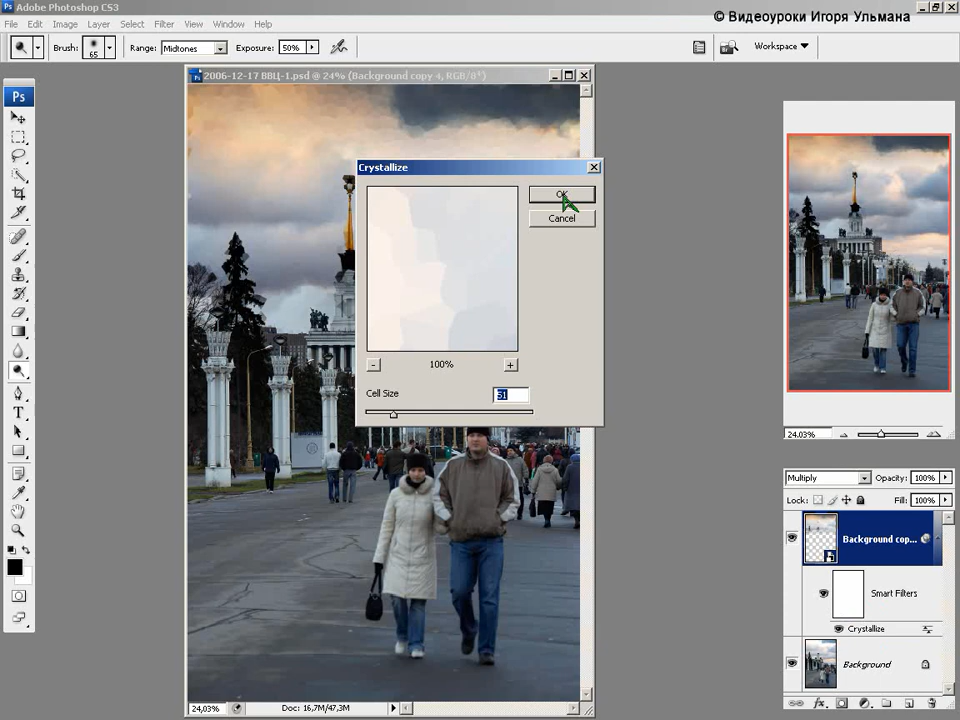 Adobe Photoshop CS3
© Видеоуроки Игоря Ульмана
File Edit Image Layer Select Filter View Window Help
Brush: 65 Range: Midtones Exposure: 50% Workspace
Ps
2006-12-17 ВВЦ-1.psd @ 24% (Background copy 4, RGB/8*)
Crystallize
OK
Cancel
- 100% +
Cell Size 51
24.03%
Multiply Opacity: 100%
Lock: Fill: 100%
Background cop...
Smart Filters
Crystallize
Background
T
24,03% Doc: 16,7M/47,3M